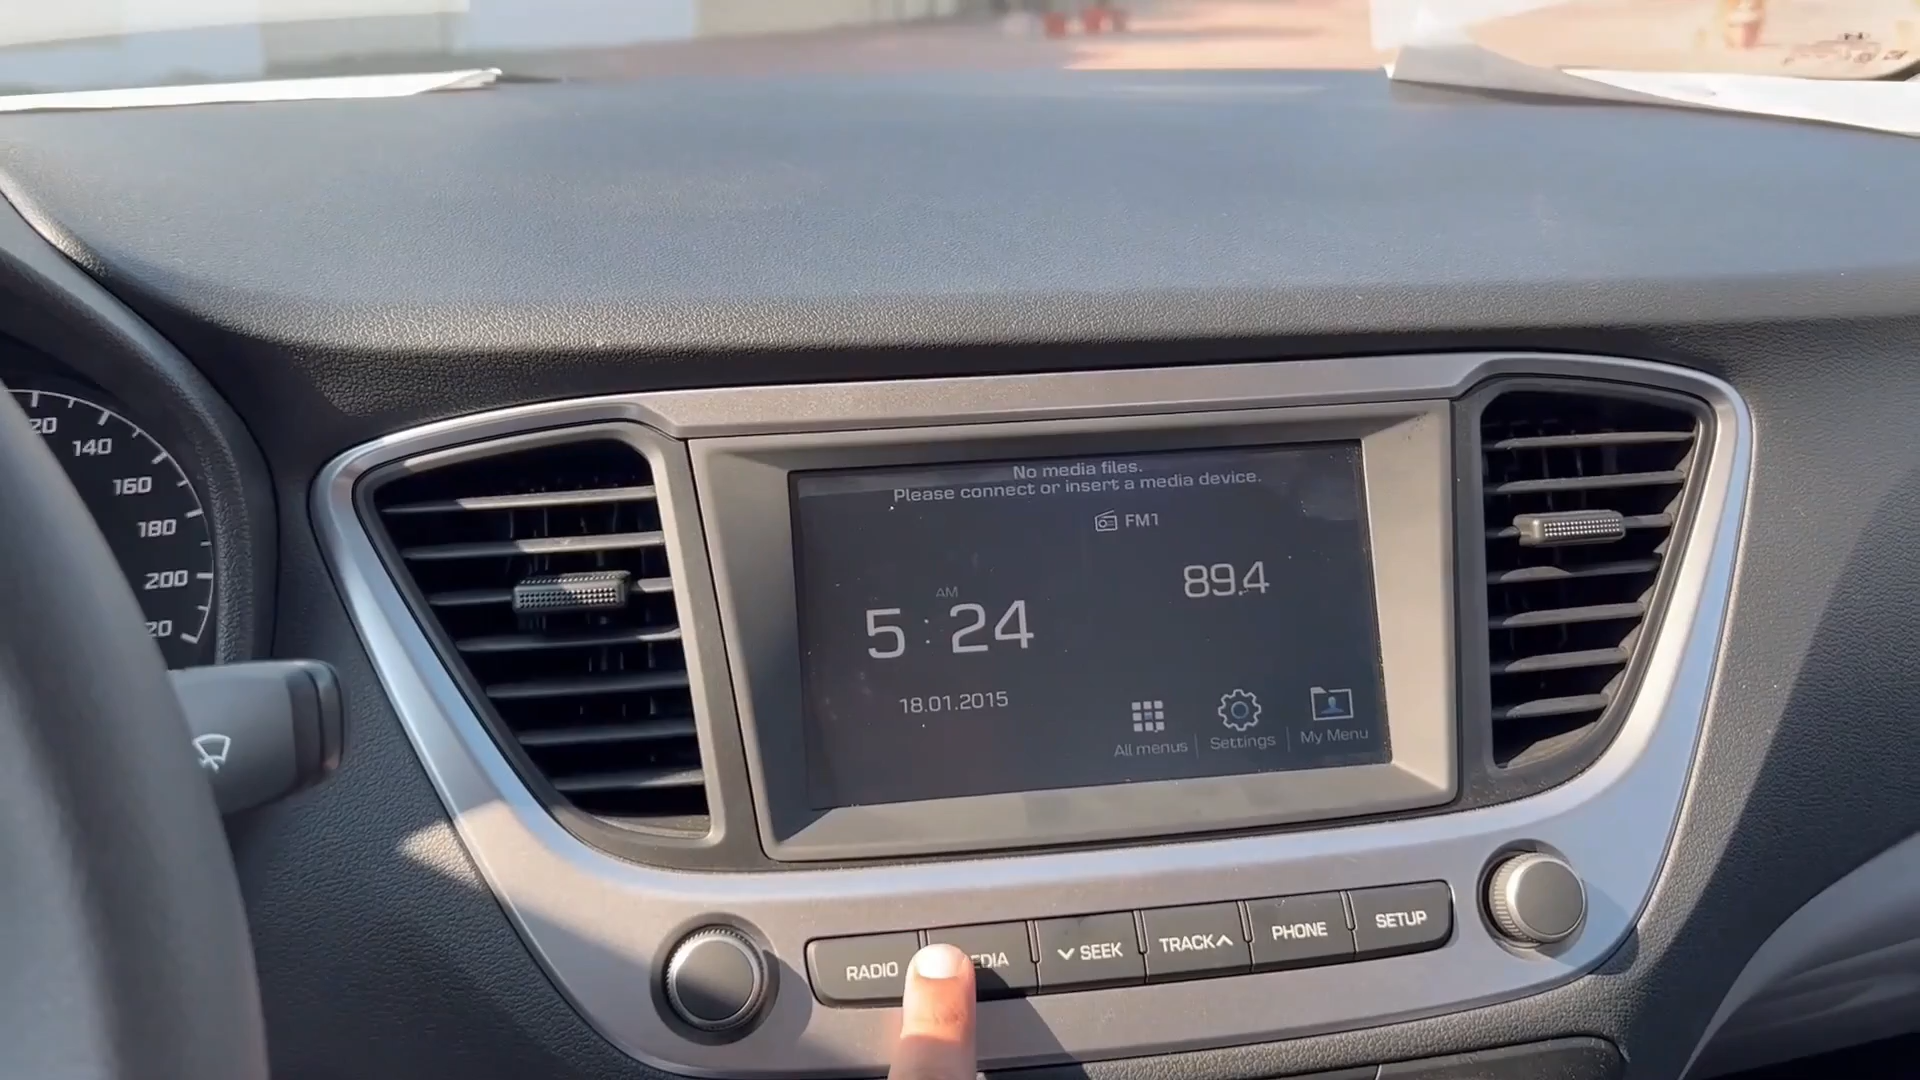 No media files.
Please connect or insert a media device.
FM1
AM
5:24
89.4
18.01.2015
All menus
Settings
My Menu
140
160
180
200
RADIO
SEEK
TRACK
PHONE
SETUP